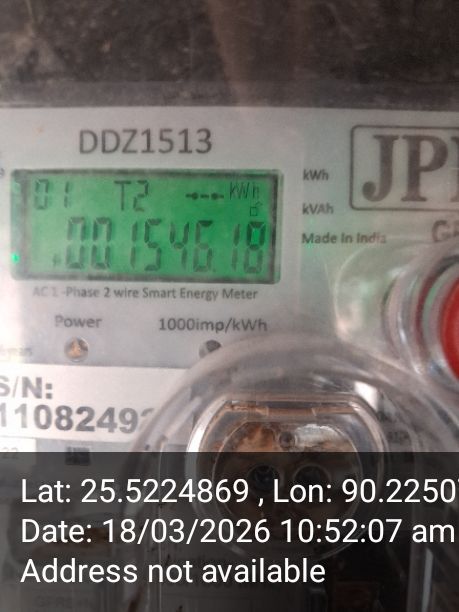 DDZ1513
01 T2 kWh
.00154618
kWh
kVAh
Made In India
JP
AC 1 -Phase 2 wire Smart Energy Meter
Power 1000imp/kWh
S/N:
1108249
Lat: 25.5224869 , Lon: 90.2250
Date: 18/03/2026 10:52:07 am
Address not available